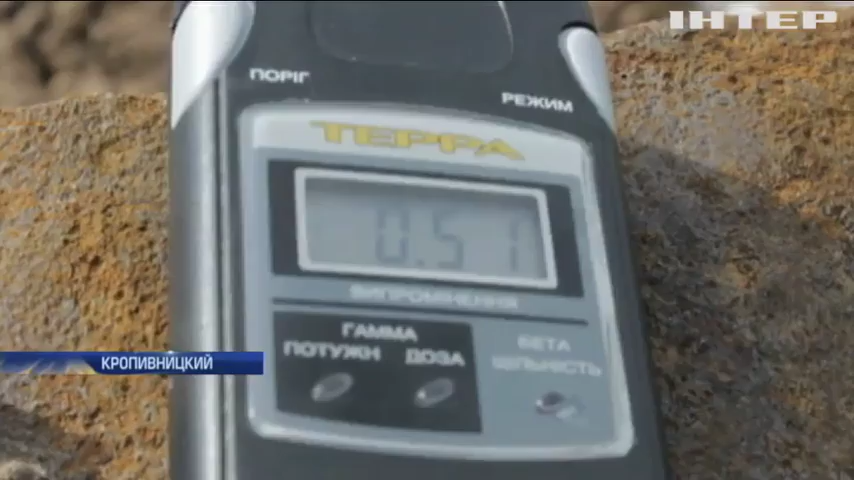 ІНТЕР
ПОРІГ
РЕЖИМ
ТЕРРА
0.51
ВИПРОМІНЕННЯ
ГАММА
ПОТУЖН ДОЗА
БЕТА
ЩІЛЬНІСТЬ
КРОПИВНИЦКИЙ